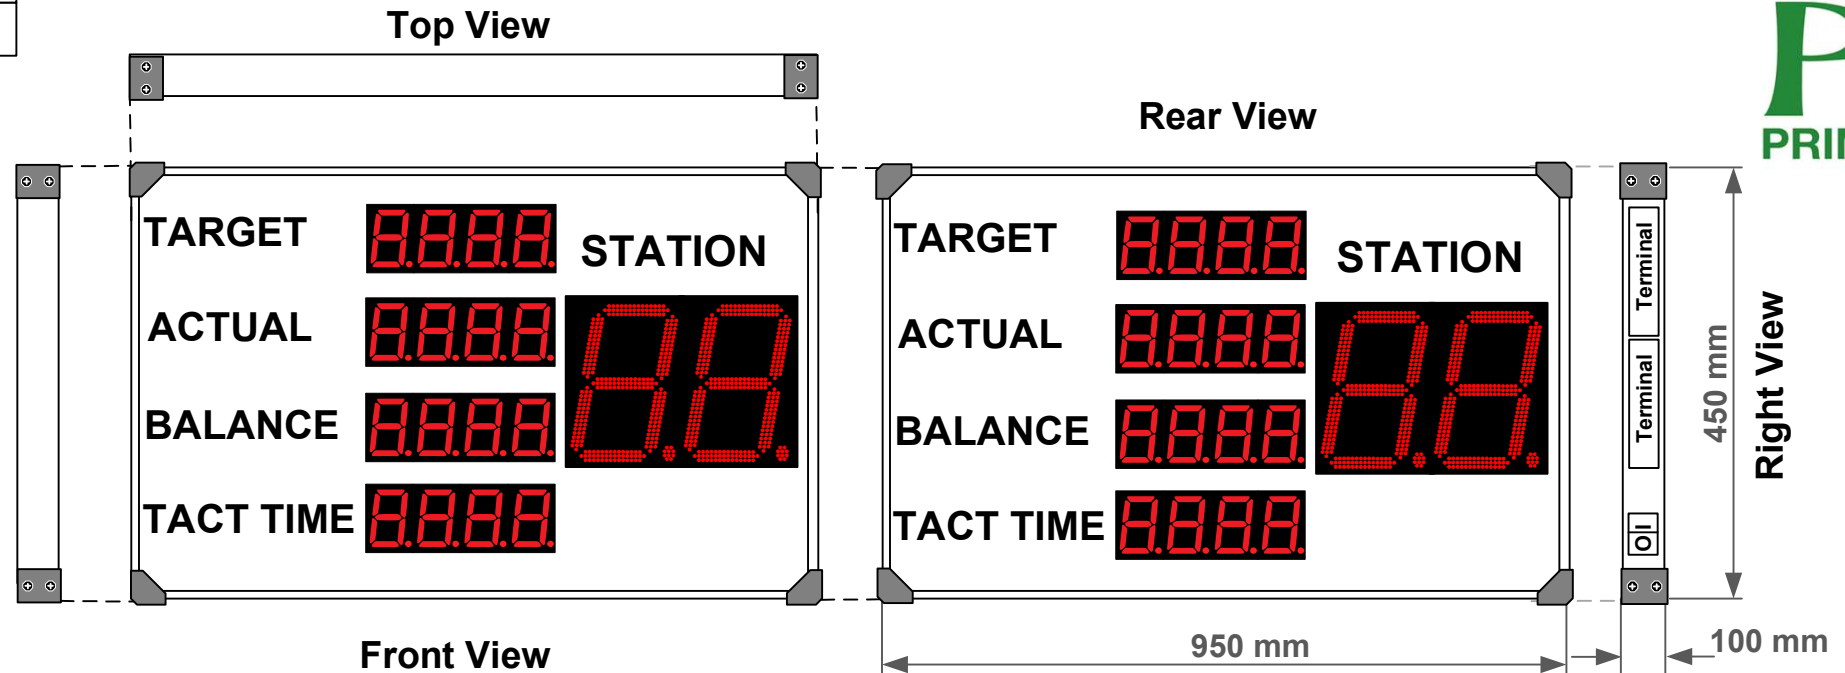 Top View
Rear View
TARGET
STATION
ACTUAL
BALANCE
TACT TIME
TARGET
STATION
ACTUAL
BALANCE
TACT TIME
Terminal
Terminal
O I
450 mm
Right View
Front View
950 mm
100 mm